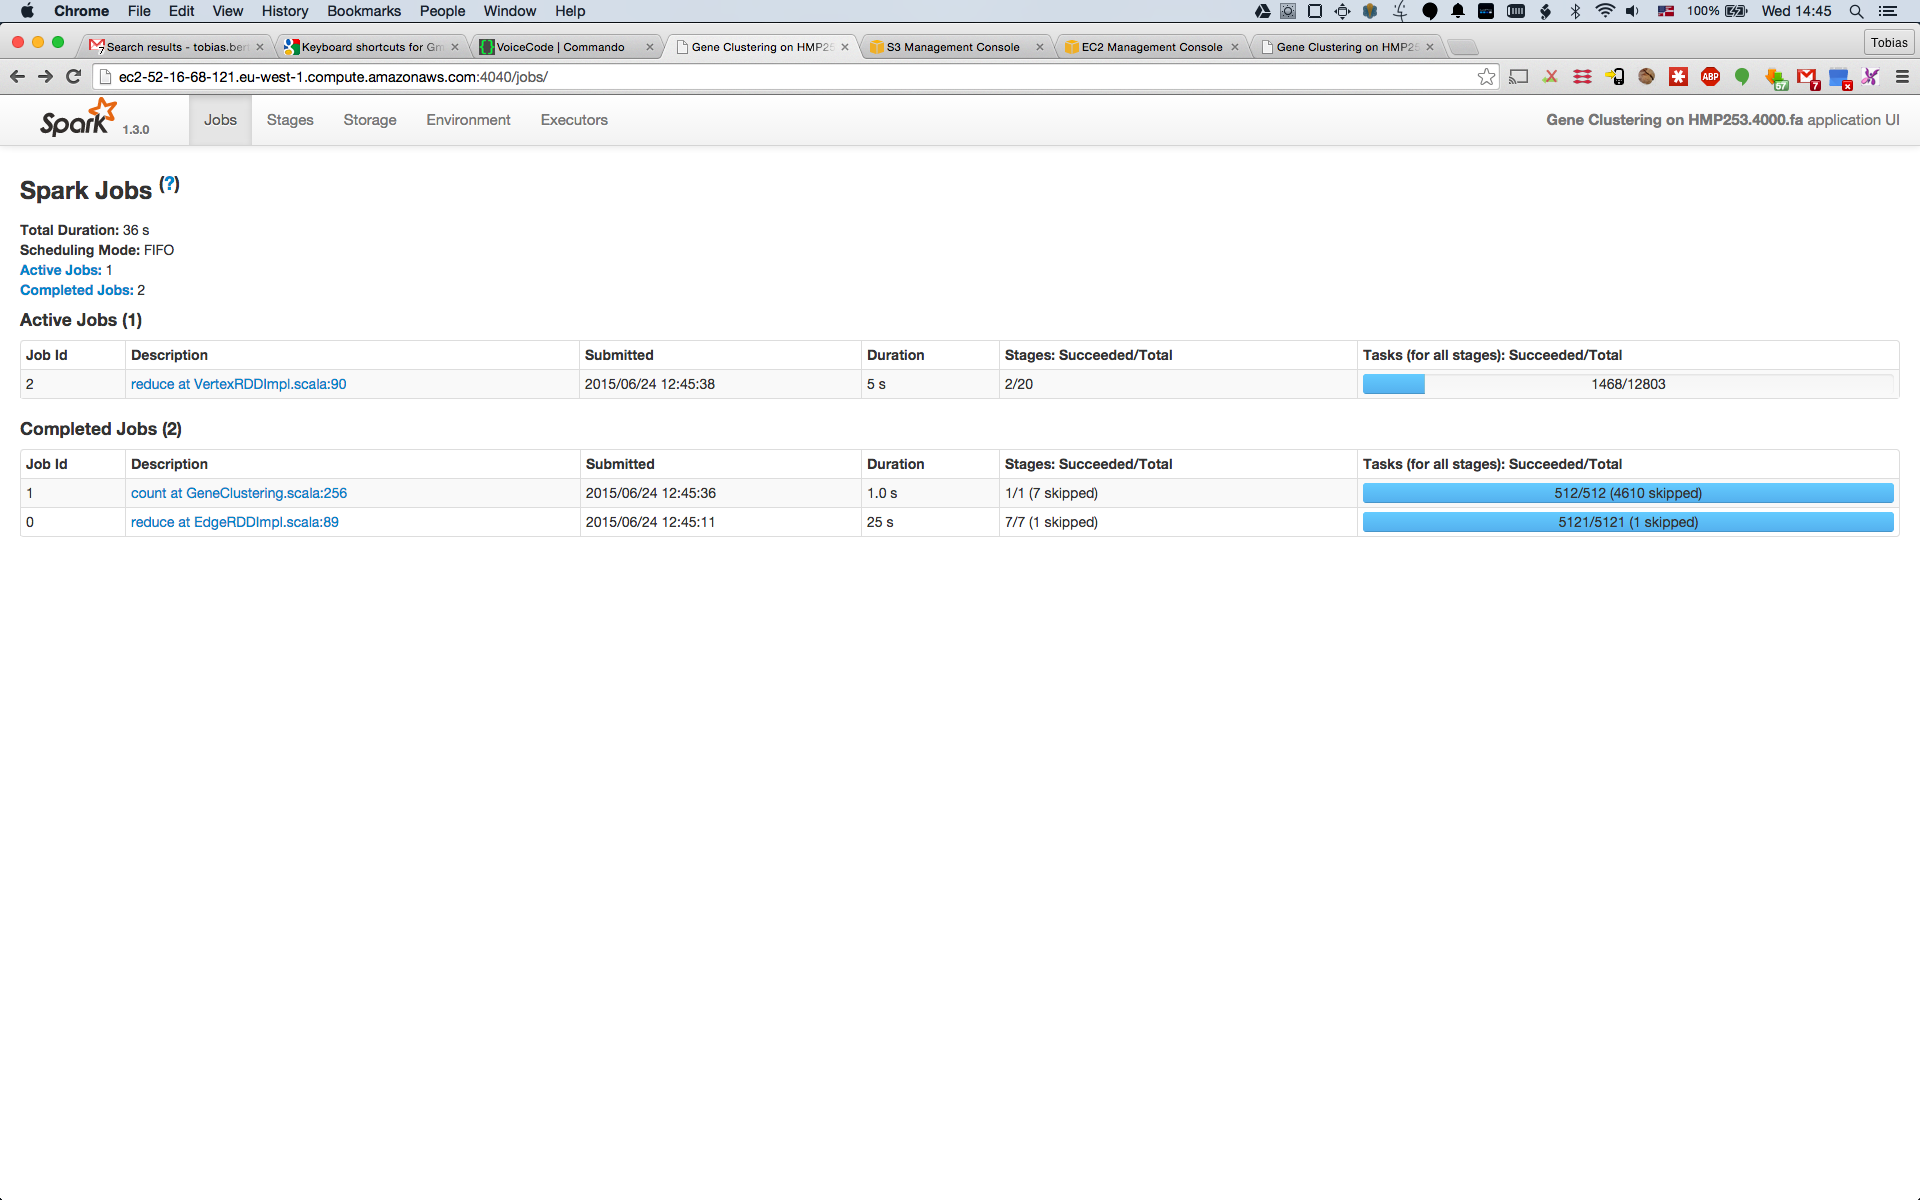 Chrome File Edit View History Bookmarks People Window Help 100% Wed 14:45
Search results - tobias.ber Keyboard shortcuts for Gm VoiceCode | Commando Gene Clustering on HMP25 S3 Management Console EC2 Management Console Gene Clustering on HMP25 Tobias
ec2-52-16-68-121.eu-west-1.compute.amazonaws.com:4040/jobs/ ABP 67 7
Spark 1.3.0 Jobs Stages Storage Environment Executors Gene Clustering on HMP253.4000.fa application UI
Spark Jobs (?)
Total Duration: 36 s
Scheduling Mode: FIFO
Active Jobs: 1
Completed Jobs: 2
Active Jobs (1)
Job Id Description Submitted Duration Stages: Succeeded/Total Tasks (for all stages): Succeeded/Total
2 reduce at VertexRDDImpl.scala:90 2015/06/24 12:45:38 5 s 2/20 1468/12803
Completed Jobs (2)
Job Id Description Submitted Duration Stages: Succeeded/Total Tasks (for all stages): Succeeded/Total
1 count at GeneClustering.scala:256 2015/06/24 12:45:36 1.0 s 1/1 (7 skipped) 512/512 (4610 skipped)
0 reduce at EdgeRDDImpl.scala:89 2015/06/24 12:45:11 25 s 7/7 (1 skipped) 5121/5121 (1 skipped)